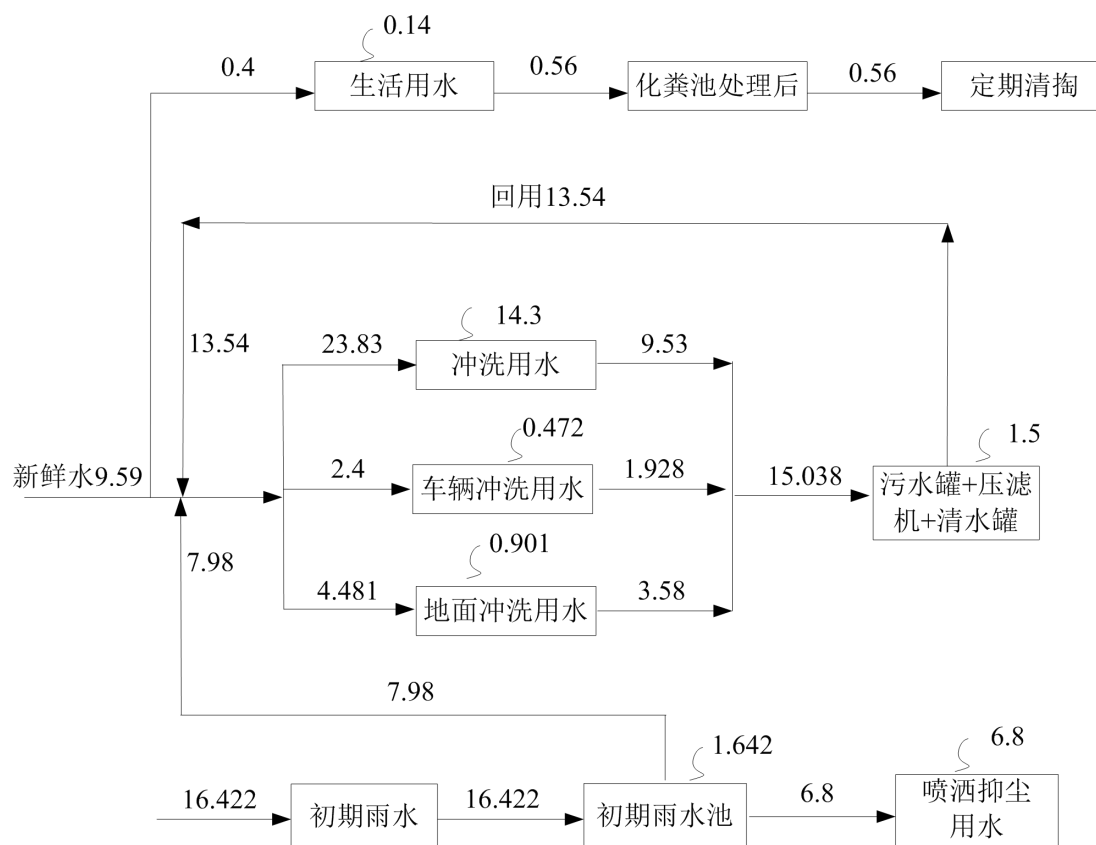 0.14
0.4
生活用水
0.56
化粪池处理后
0.56
定期清掏
回用13.54
13.54
23.83
14.3
冲洗用水
9.53
新鲜水9.59
2.4
0.472
车辆冲洗用水
1.928
15.038
1.5
污水罐+压滤
机+清水罐
7.98
4.481
0.901
地面冲洗用水
3.58
7.98
16.422
初期雨水
16.422
1.642
初期雨水池
6.8
6.8
喷洒抑尘
用水